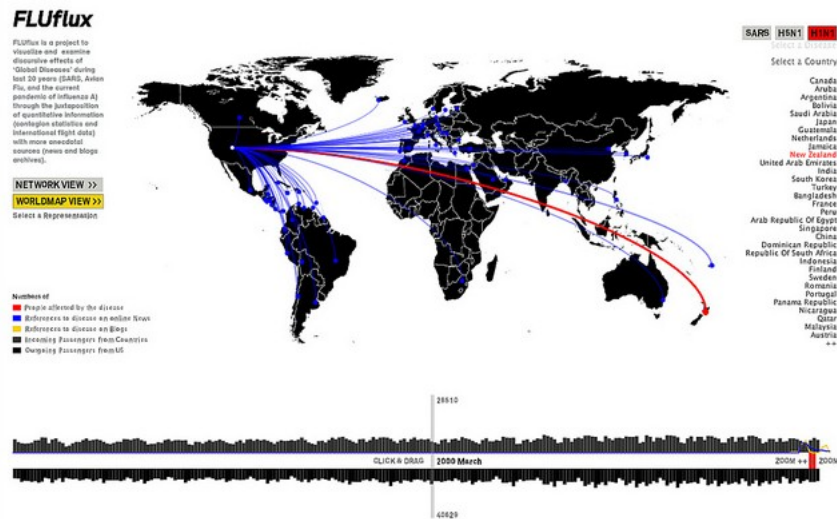 FLUflux
FLUflux is a project to
visualize and examine
discursive effects of
'Global Diseases' during
last 20 years (SARS, Avian
Flu, and the current
pandemic of influenza A)
through the juxtaposition
of quantitative information
(contagion statistics and
international flight data)
with more anecdotal
sources (news and blogs
archives).
NETWORK VIEW >>
WORLDMAP VIEW >>
Select a Representation
SARS H5N1 H1N1
Select a Disease
Select a Country
Canada
Aruba
Argentina
Bolivia
Saudi Arabia
Japan
Guatemala
Netherlands
Jamaica
New Zealand
United Arab Emirates
India
South Korea
Turkey
Bangladesh
France
Peru
Arab Republic Of Egypt
Singapore
China
Dominican Republic
Republic Of South Africa
Indonesia
Finland
Sweden
Romania
Portugal
Panama Republic
Nicaragua
Qatar
Malaysia
Austria
++
Numbers of
People affected by the disease
References to disease on online News
References to disease on Blogs
Incoming Passengers from Countries
Outgoing Passengers from US
28510
CLICK & DRAG 2000 March ZOOM ++ ZOOM
40629